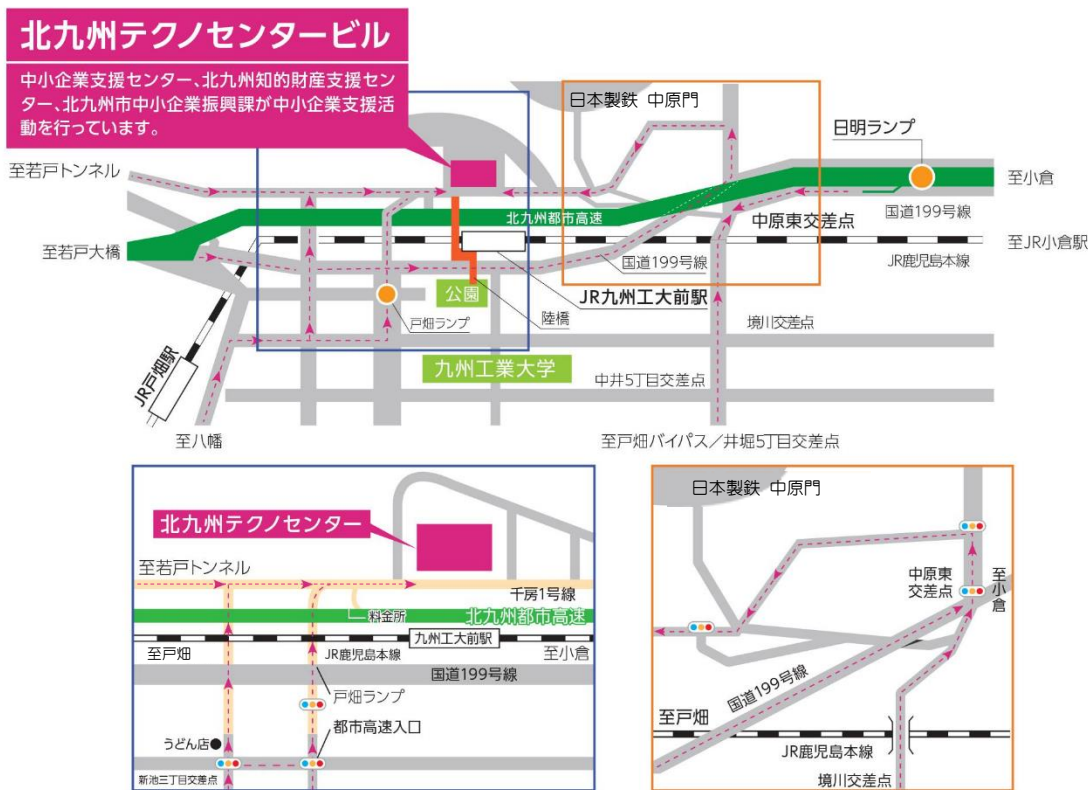 北九州テクノセンタービル
中小企業支援センター、北九州知的財産支援セン
ター、北九州市中小企業振興課が中小企業支援活
動を行っています。
日本製鉄 中原門
日明ランプ
至若戸トンネル
至小倉
国道199号線
北九州都市高速
中原東交差点
至若戸大橋
至JR小倉駅
JR鹿児島本線
国道199号線
JR九州工大前駅
公園
陸橋
戸畑ランプ
境川交差点
JR戸畑駅
九州工業大学
中井5丁目交差点
至八幡
至戸畑バイパス/井堀5丁目交差点
北九州テクノセンター
至若戸トンネル
千房1号線
料金所
北九州都市高速
九州工大前駅
至戸畑
JR鹿児島本線
至小倉
国道199号線
戸畑ランプ
都市高速入口
うどん店
新池三丁目交差点
日本製鉄 中原門
中原東
交差点
至小倉
国道199号線
至戸畑
JR鹿児島本線
境川交差点